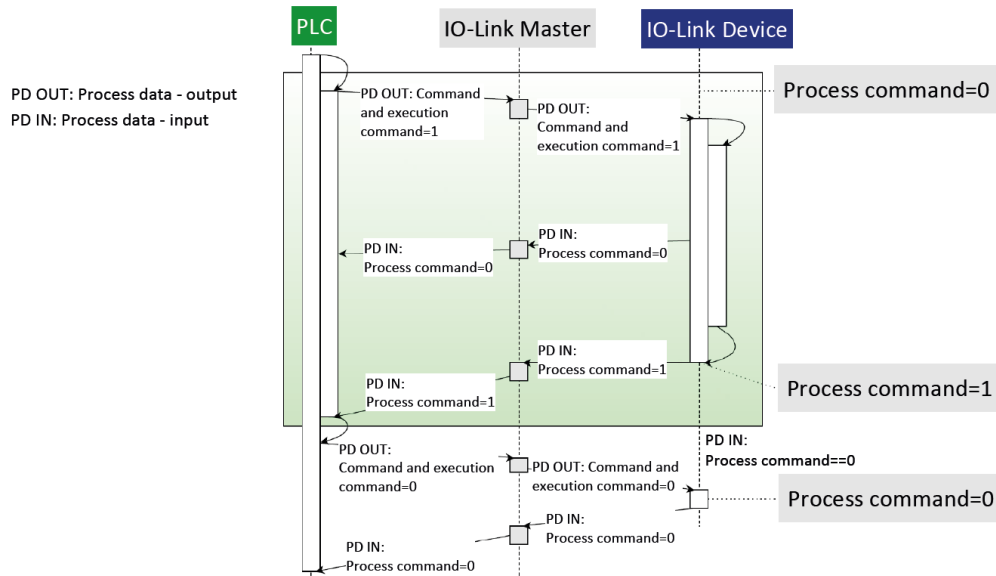 PLC
IO-Link Master
IO-Link Device
PD OUT: Process data - output
PD IN: Process data - input
Process command=0
PD OUT: Command
and execution
command=1
PD OUT:
Command and
execution command=1
PD IN:
Process command=0
PD IN:
Process command=0
PD IN:
Process command=1
PD IN:
Process command=1
Process command=1
PD OUT:
Command and execution
command=0
PD OUT: Command and
execution command=0
PD IN:
Process command==0
Process command=0
PD IN:
Process command=0
PD IN:
Process command=0